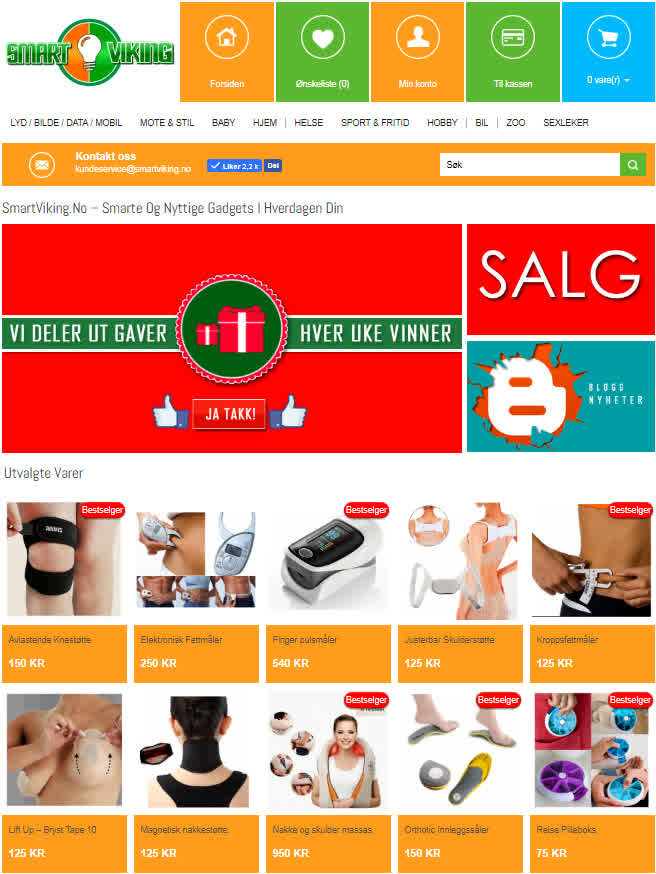 SMART VIKING
Forsiden
Ønskeliste (0)
Min konto
Til kassen
0 vare(r)
LYD / BILDE / DATA / MOBIL MOTE & STIL BABY HJEM | HELSE SPORT & FRITID HOBBY | BIL | ZOO SEXLEKER
Kontakt oss
kundeservice@smartviking.no
Liker 2,2 k Del
Søk
SmartViking.No – Smarte Og Nyttige Gadgets I Hverdagen Din
VI DELER UT GAVER HVER UKE VINNER
JA TAKK!
SALG
BLOGG
NYHETER
Utvalgte Varer
Bestselger
Bestselger
Bestselger
Avlastende Knestøtte
150 KR
Elektronisk Fettmåler
250 KR
Finger pulsmåler
540 KR
Justerbar Skulderstøtte
125 KR
Kroppsfettmåler
125 KR
Bestselger
Bestselger
Bestselger
Lift Up – Bryst Tape 10
125 KR
Magnetisk nakkestøtte.
125 KR
Nakke og skulder massas.
950 KR
Orthotic Innleggssåler
150 KR
Reise Pilleboks.
75 KR